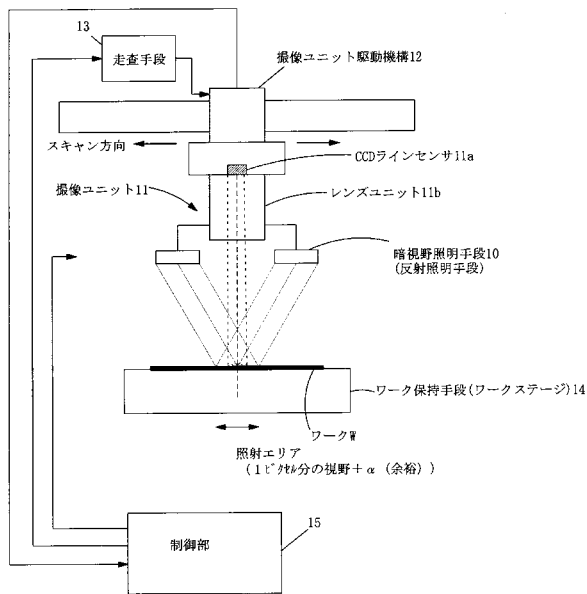 13
走査手段
撮像ユニット駆動機構12
スキャン方向
CCDラインセンサ11a
撮像ユニット11
レンズユニット11b
暗視野照明手段10
(反射照明手段)
ワーク保持手段(ワークステージ)14
ワークW
照射エリア
(1ピクセル分の視野+α(余裕))
15
制御部